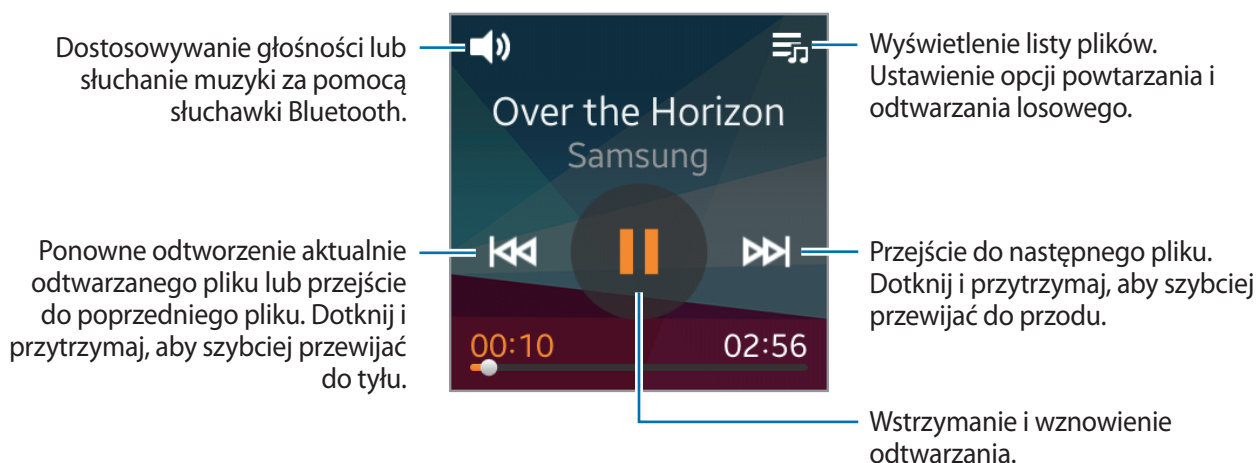 Dostosowywanie głośności lub
słuchanie muzyki za pomocą
słuchawki Bluetooth.
Wyświetlenie listy plików.
Ustawienie opcji powtarzania i
odtwarzania losowego.
Over the Horizon
Samsung
Ponowne odtworzenie aktualnie
odtwarzanego pliku lub przejście
do poprzedniego pliku. Dotknij i
przytrzymaj, aby szybciej przewijać
do tyłu.
Przejście do następnego pliku.
Dotknij i przytrzymaj, aby szybciej
przewijać do przodu.
00:10
02:56
Wstrzymanie i wznowienie
odtwarzania.